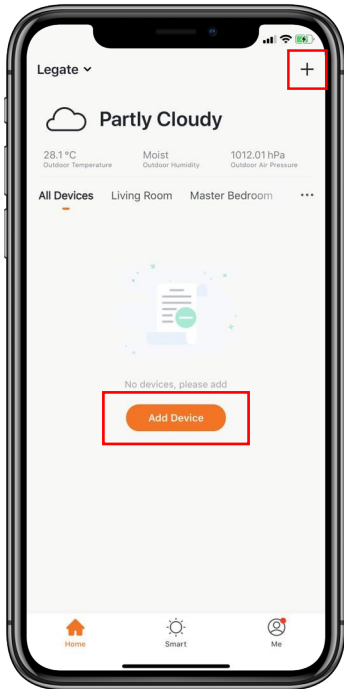 Legate
Partly Cloudy
28.1 °C Moist 1012.01 hPa
Outdoor Temperature Outdoor Humidity Outdoor Air Pressure
All Devices Living Room Master Bedroom
No devices, please add
Add Device
Home Smart Me